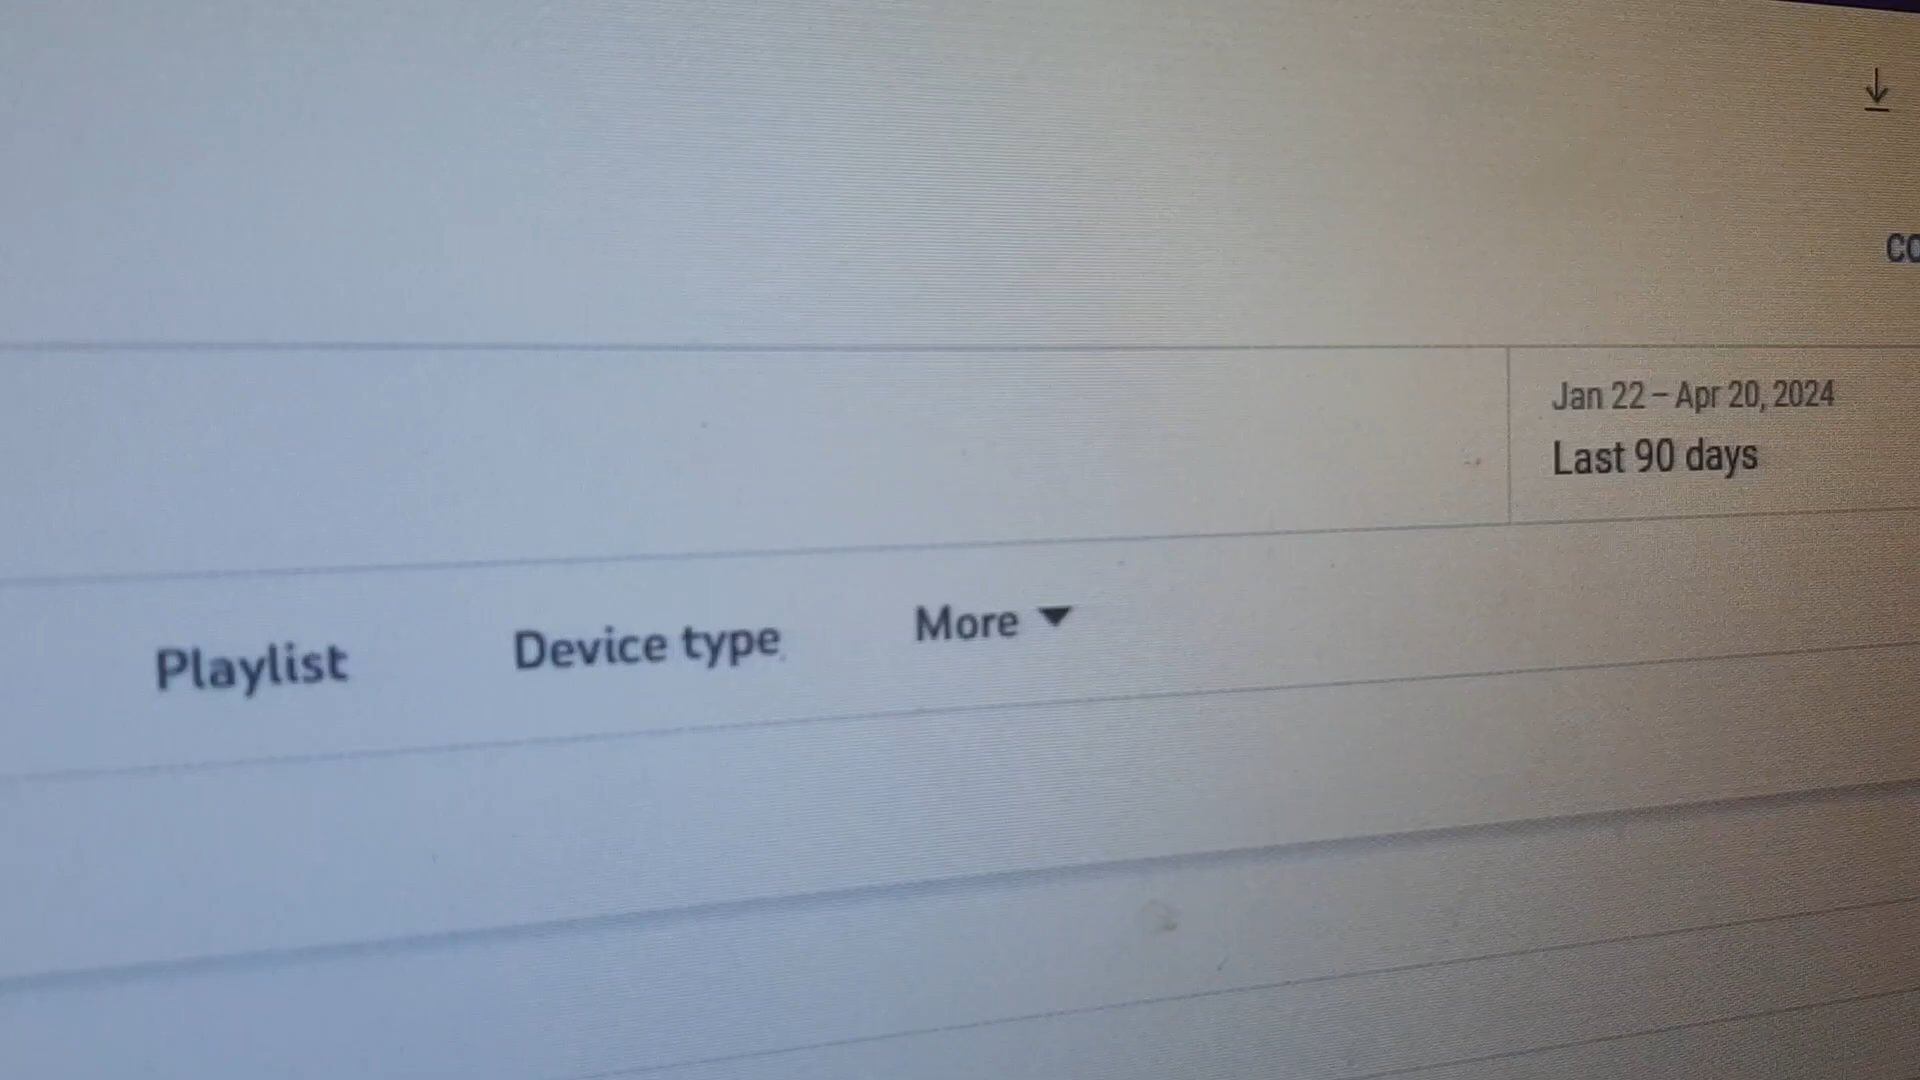 Jan 22 – Apr 20, 2024
Last 90 days
Playlist Device type More